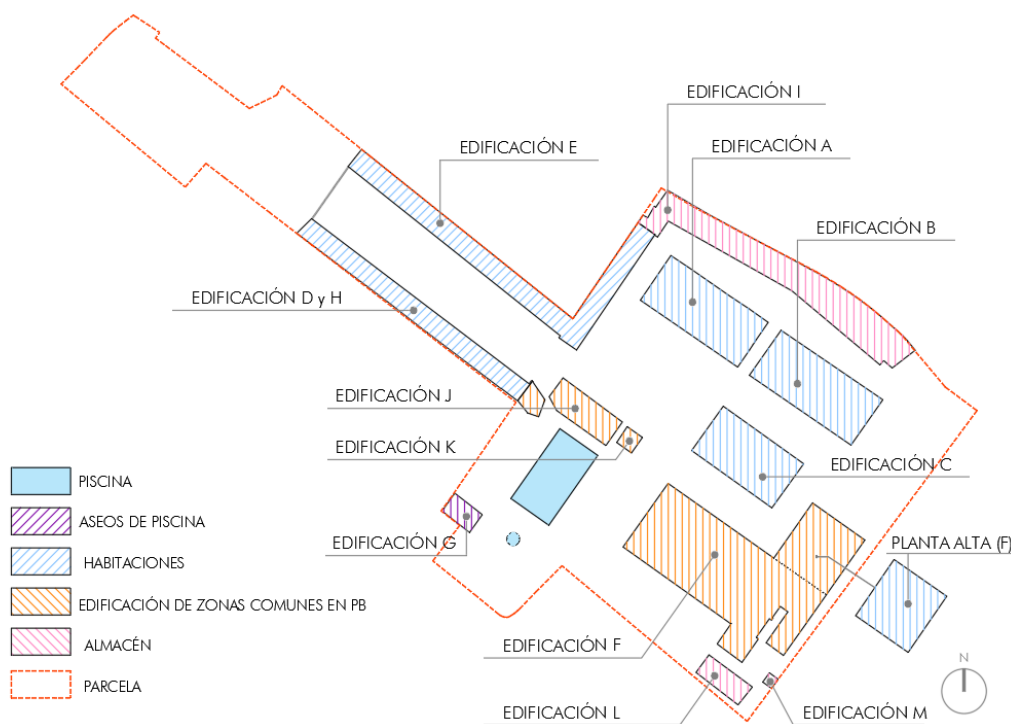 EDIFICACIÓN I
EDIFICACIÓN E
EDIFICACIÓN A
EDIFICACIÓN B
EDIFICACIÓN D y H
EDIFICACIÓN J
EDIFICACIÓN K
EDIFICACIÓN C
PISCINA
ASEOS DE PISCINA
EDIFICACIÓN G
PLANTA ALTA (F)
HABITACIONES
EDIFICACIÓN DE ZONAS COMUNES EN PB
ALMACÉN
EDIFICACIÓN F
PARCELA
N
EDIFICACIÓN L
EDIFICACIÓN M